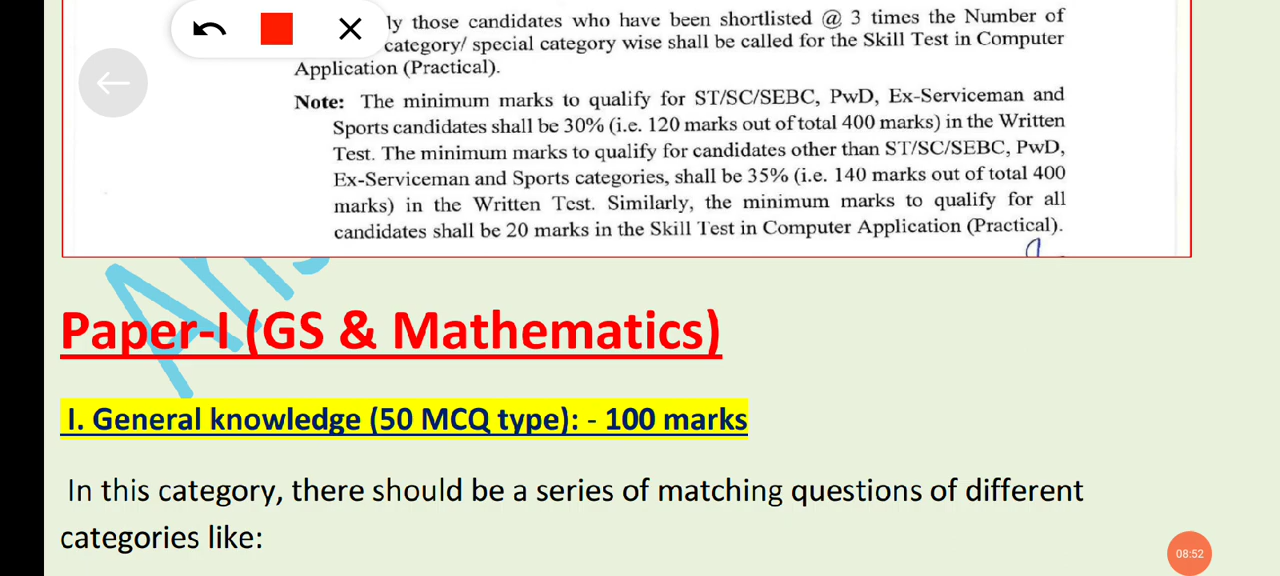 ly those candidates who have been shortlisted @ 3 times the Number of
category/ special category wise shall be called for the Skill Test in Computer
Application (Practical).
Note: The minimum marks to qualify for ST/SC/SEBC, PwD, Ex-Serviceman and
Sports candidates shall be 30% (i.e. 120 marks out of total 400 marks) in the Written
Test. The minimum marks to qualify for candidates other than ST/SC/SEBC, PwD,
Ex-Serviceman and Sports categories, shall be 35% (i.e. 140 marks out of total 400
marks) in the Written Test. Similarly, the minimum marks to qualify for all
candidates shall be 20 marks in the Skill Test in Computer Application (Practical).
Paper-I (GS & Mathematics)
I. General knowledge (50 MCQ type): - 100 marks
In this category, there should be a series of matching questions of different
categories like:
08:52